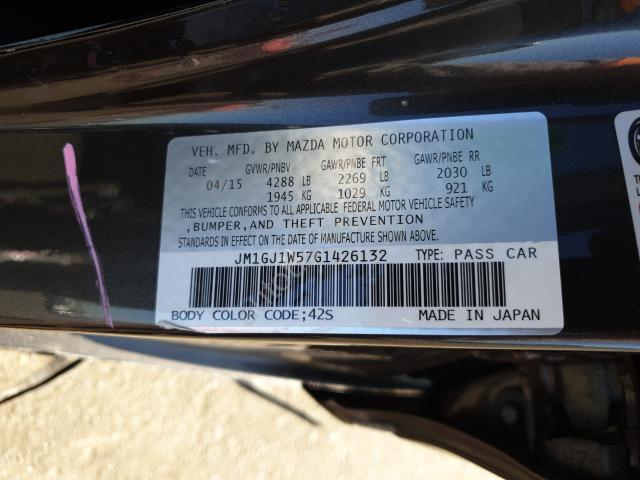 VEH. MFD. BY MAZDA MOTOR CORPORATION
DATE GVWR/PNBV GAWR/PNBE FRT GAWR/PNBE RR
04/15 4288 LB 2269 LB 2030 LB
1945 KG 1029 KG 921 KG
THIS VEHICLE CONFORMS TO ALL APPLICABLE FEDERAL MOTOR VEHICLE SAFETY
,BUMPER,AND THEFT PREVENTION
STANDARDS IN EFFECT ON THE DATE OF MANUFACTURE SHOWN ABOVE.
JM1GJ1W57G1426132 TYPE: PASS CAR
BODY COLOR CODE;42S MADE IN JAPAN